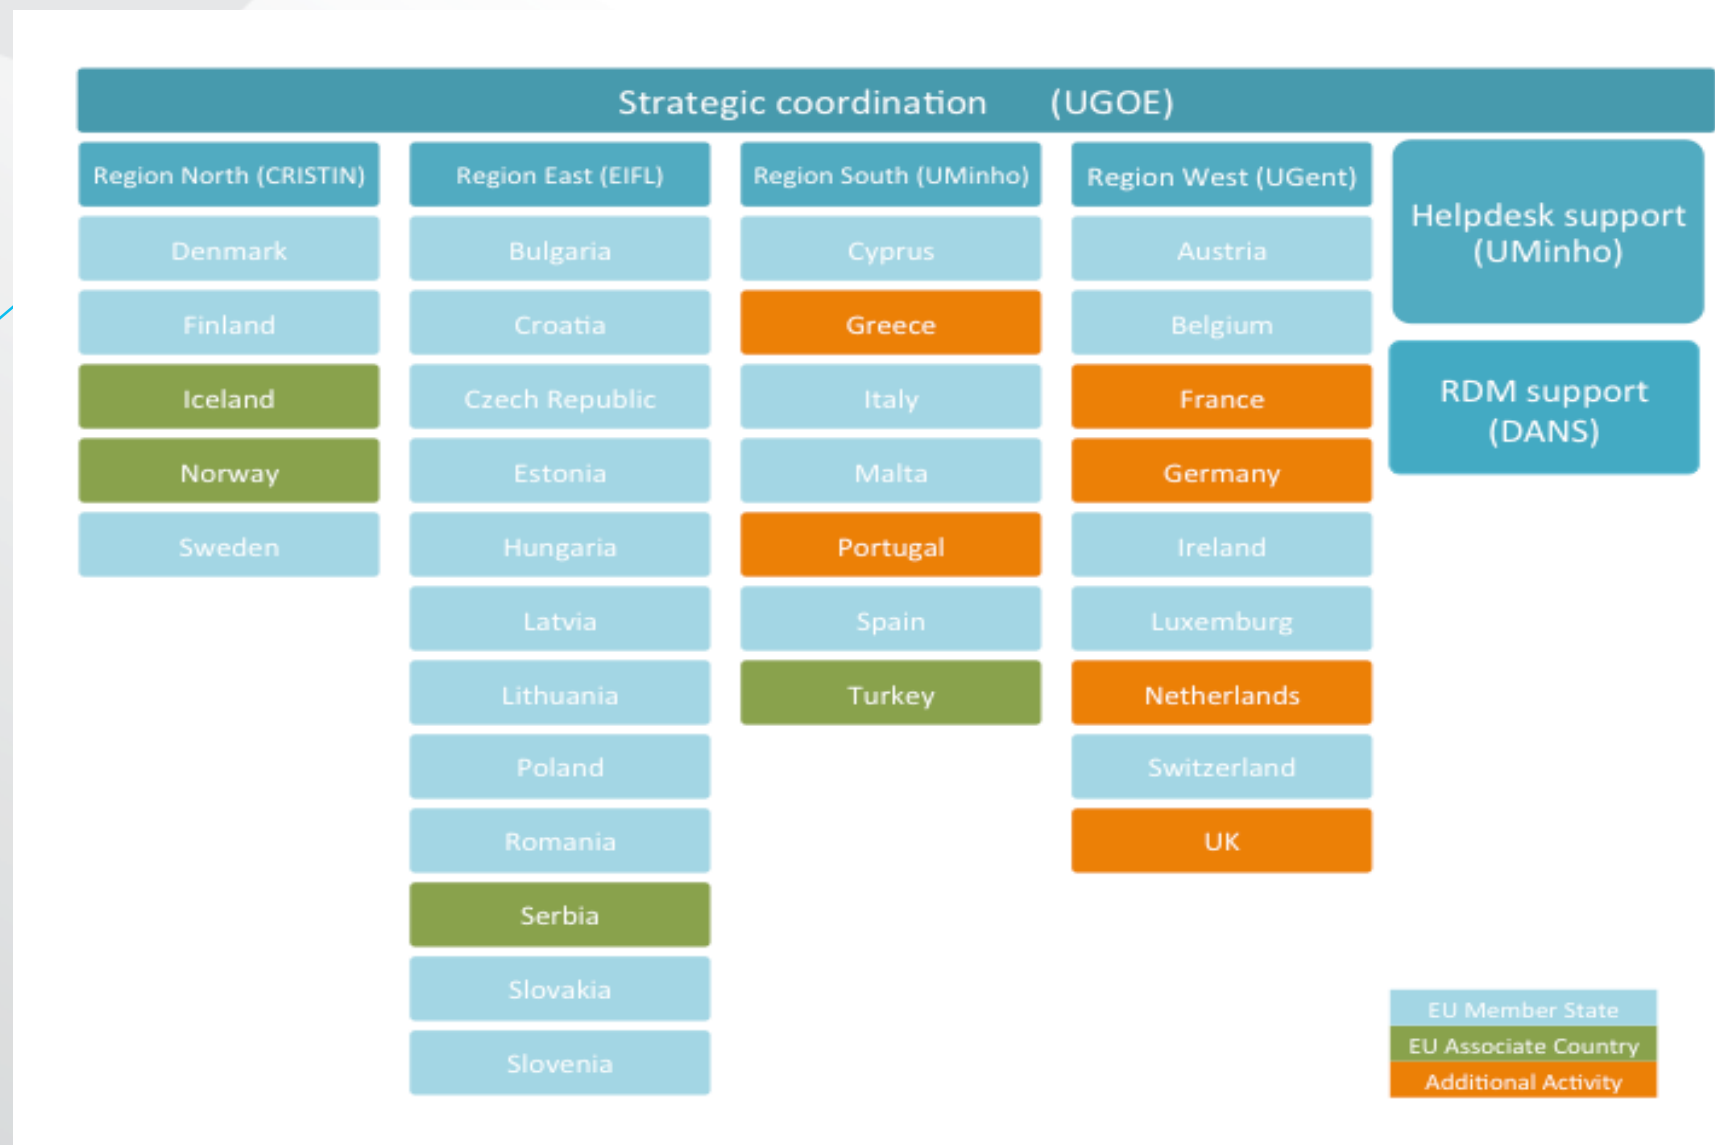 Strategic coordination (UGOE)
Region North (CRISTIN)
Denmark
Finland
Iceland
Norway
Sweden
Region East (EIFL)
Bulgaria
Croatia
Czech Republic
Estonia
Hungaria
Latvia
Lithuania
Poland
Romania
Serbia
Slovakia
Slovenia
Region South (UMinho)
Cyprus
Greece
Italy
Malta
Portugal
Spain
Turkey
Region West (UGent)
Austria
Belgium
France
Germany
Ireland
Luxemburg
Netherlands
Switzerland
UK
Helpdesk support
(UMinho)
RDM support
(DANS)
EU Member State
EU Associate Country
Additional Activity